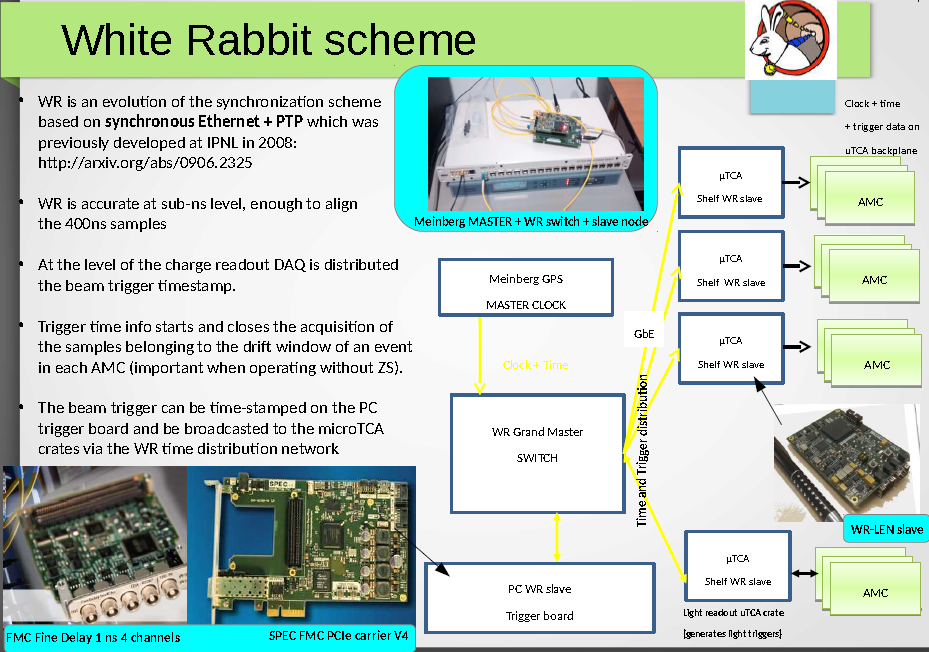 White Rabbit scheme
• WR is an evolution of the synchronization scheme
based on synchronous Ethernet + PTP which was
previously developed at IPNL in 2008:
http://arxiv.org/abs/0906.2325
• WR is accurate at sub-ns level, enough to align
the 400ns samples
• At the level of the charge readout DAQ is distributed
the beam trigger timestamp.
• Trigger time info starts and closes the acquisition of
the samples belonging to the drift window of an event
in each AMC (important when operating without ZS).
• The beam trigger can be time-stamped on the PC
trigger board and be broadcasted to the microTCA
crates via the WR time distribution network
FMC Fine Delay 1 ns 4 channels
SPEC
SPEC FMC PCIe carrier V4
Meinberg MASTER + WR switch + slave node
Meinberg GPS
MASTER CLOCK
Clock + Time
WR Grand Master
SWITCH
PC WR slave
Trigger board
GbE
Time and Trigger distribution
Clock + time
+ trigger data on
uTCA backplane
µTCA
Shelf WR slave
AMC
µTCA
Shelf WR slave
AMC
µTCA
Shelf WR slave
AMC
WR-LEN slave
µTCA
Shelf WR slave
AMC
Light readout uTCA crate
(generates light triggers)